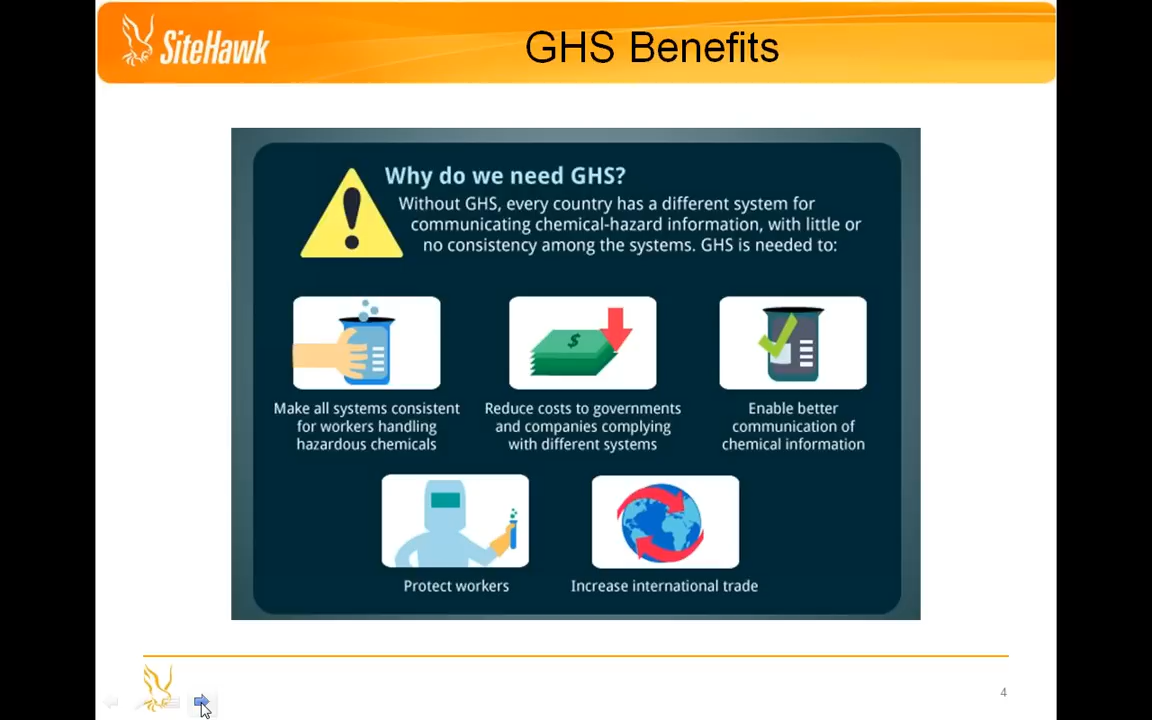 SiteHawk
GHS Benefits
Why do we need GHS?
Without GHS, every country has a different system for
communicating chemical-hazard information, with little or
no consistency among the systems. GHS is needed to:
$
Make all systems consistent
for workers handling
hazardous chemicals
Reduce costs to governments
and companies complying
with different systems
Enable better
communication of
chemical information
Protect workers
Increase international trade
4